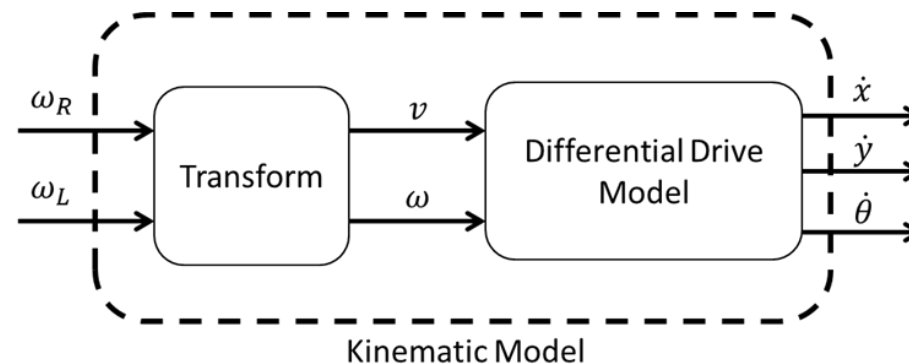 ω_R
v
ẋ
Differential Drive
Model
ẏ
Transform
ω_L
ω
θ̇
Kinematic Model